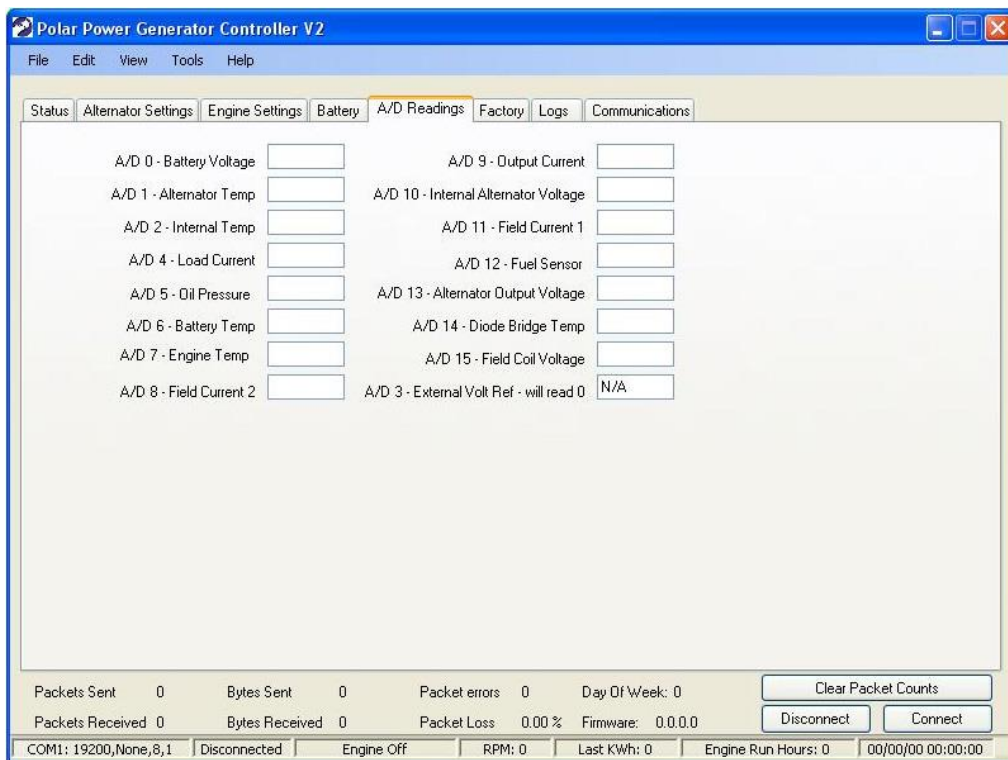 Polar Power Generator Controller V2
File Edit View Tools Help
Status Alternator Settings Engine Settings Battery A/D Readings Factory Logs Communications
A/D 0 - Battery Voltage
A/D 1 - Alternator Temp
A/D 2 - Internal Temp
A/D 4 - Load Current
A/D 5 - Oil Pressure
A/D 6 - Battery Temp
A/D 7 - Engine Temp
A/D 8 - Field Current 2
A/D 9 - Output Current
A/D 10 - Internal Alternator Voltage
A/D 11 - Field Current 1
A/D 12 - Fuel Sensor
A/D 13 - Alternator Output Voltage
A/D 14 - Diode Bridge Temp
A/D 15 - Field Coil Voltage
A/D 3 - External Volt Ref - will read 0 N/A
Packets Sent 0 Bytes Sent 0 Packet errors 0 Day Of Week: 0 Clear Packet Counts
Packets Received 0 Bytes Received 0 Packet Loss 0.00 % Firmware: 0.0.0.0 Disconnect Connect
COM1: 19200,None,8,1 Disconnected Engine Off RPM: 0 Last KWh: 0 Engine Run Hours: 0 00/00/00 00:00:00